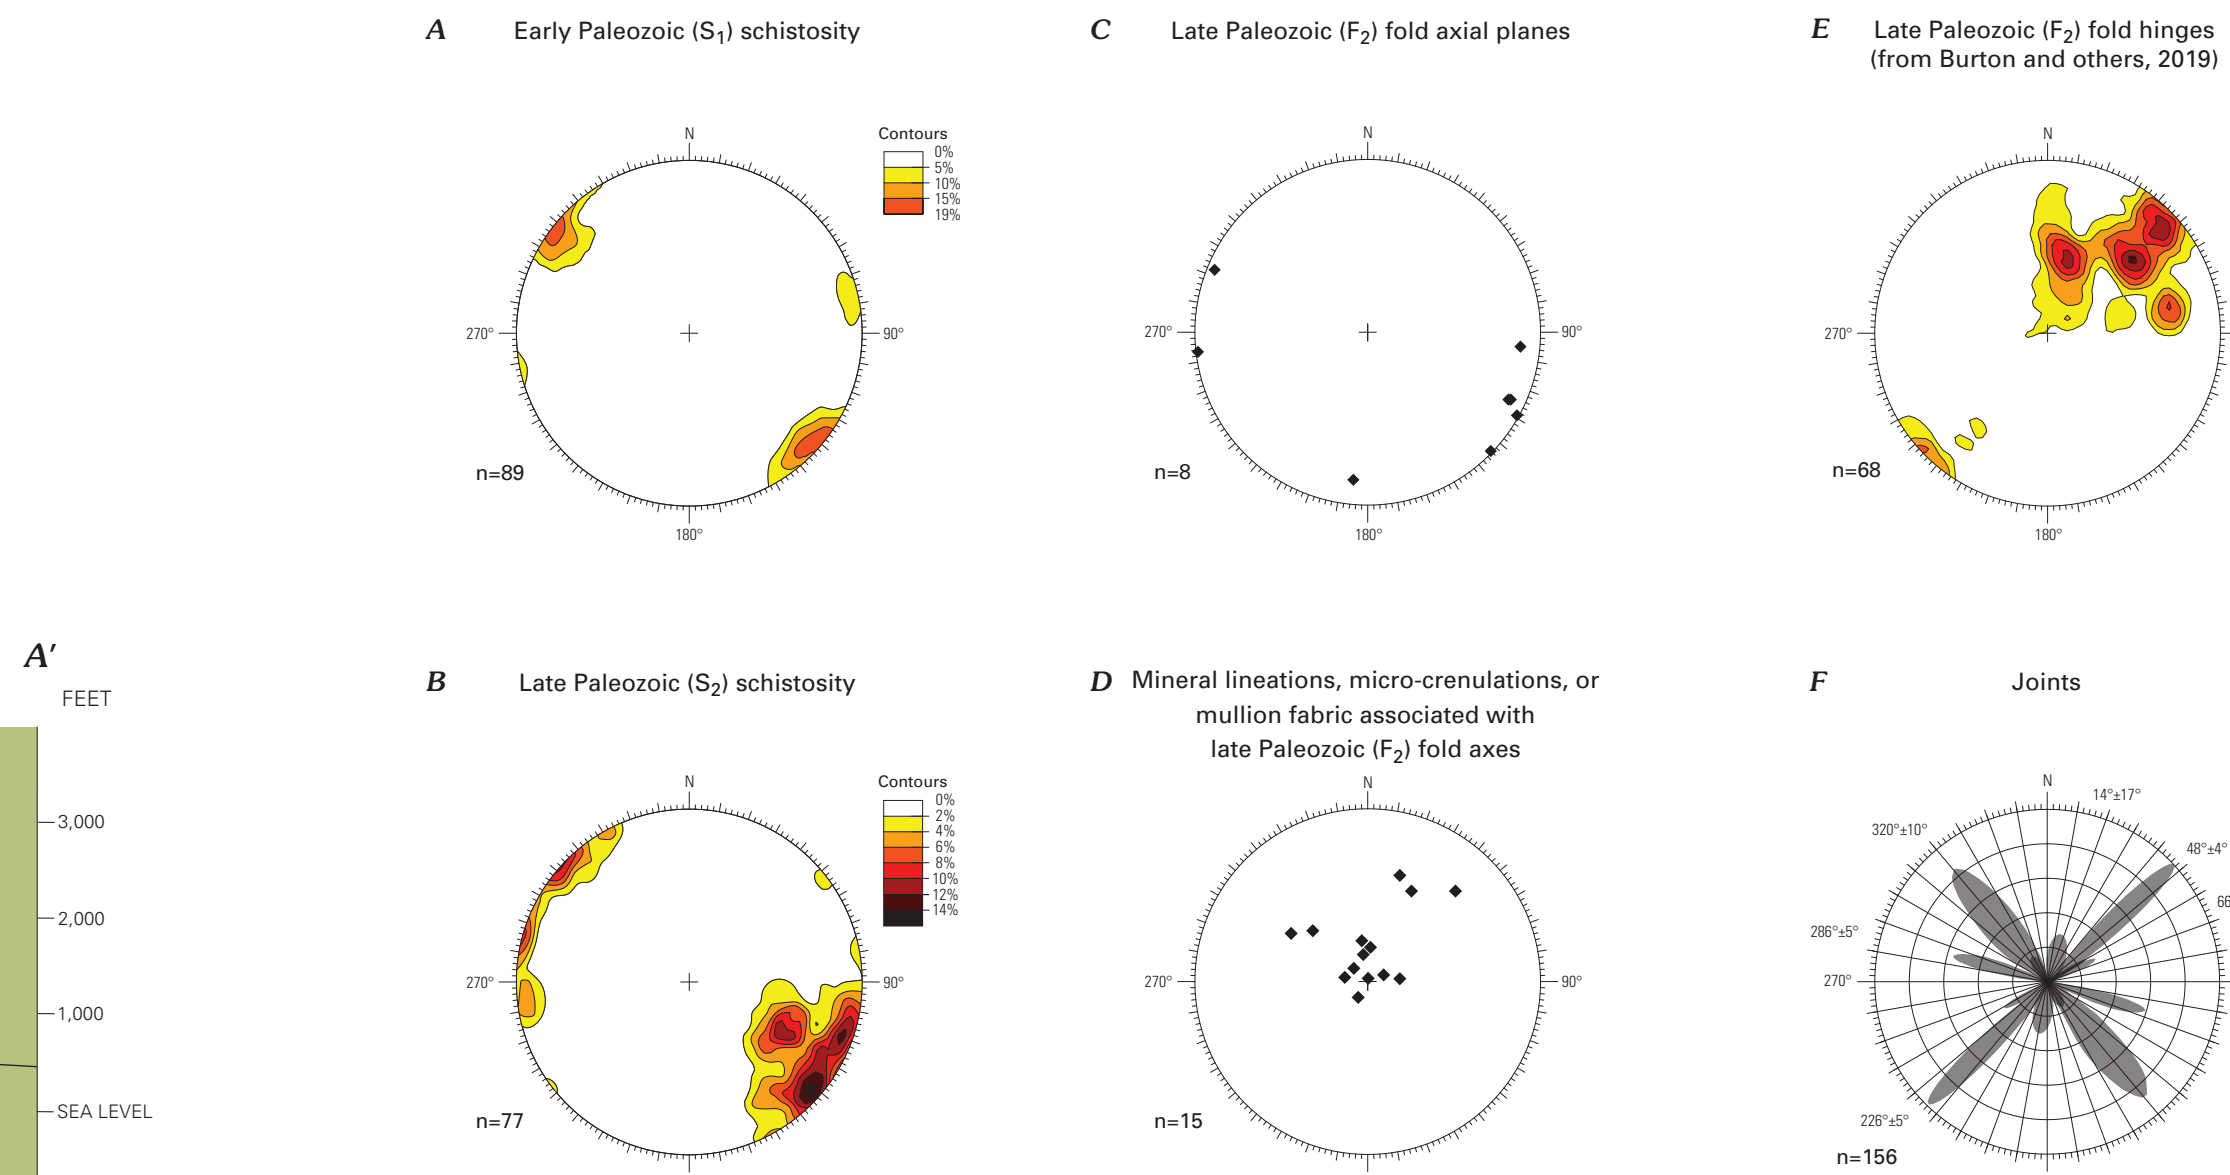 A Early Paleozoic (S1) schistosity
Contours
0%
5%
10%
15%
19%
N
270°
90°
180°
n=89
C Late Paleozoic (F2) fold axial planes
N
270°
90°
180°
n=8
E Late Paleozoic (F2) fold hinges
(from Burton and others, 2019)
N
270°
180°
n=68
A′
FEET
3,000
2,000
1,000
SEA LEVEL
B Late Paleozoic (S2) schistosity
Contours
0%
2%
4%
6%
8%
10%
12%
14%
N
270°
90°
n=77
D Mineral lineations, micro-crenulations, or
mullion fabric associated with
late Paleozoic (F2) fold axes
N
270°
90°
n=15
F Joints
N
14°±17°
320°±10°
48°±4°
66
286°±5°
270°
226°±5°
n=156